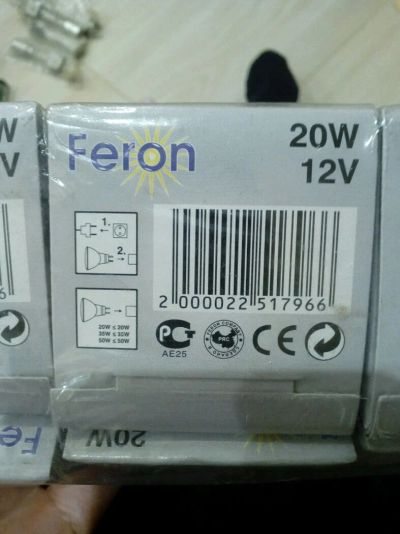 W
V
Feron
20W
12V
1.
2.
20W ≤ 20W
35W ≤ 35W
50W ≤ 50W
6
2 000022 517966
AE25
PRC
CE
Feron
20W